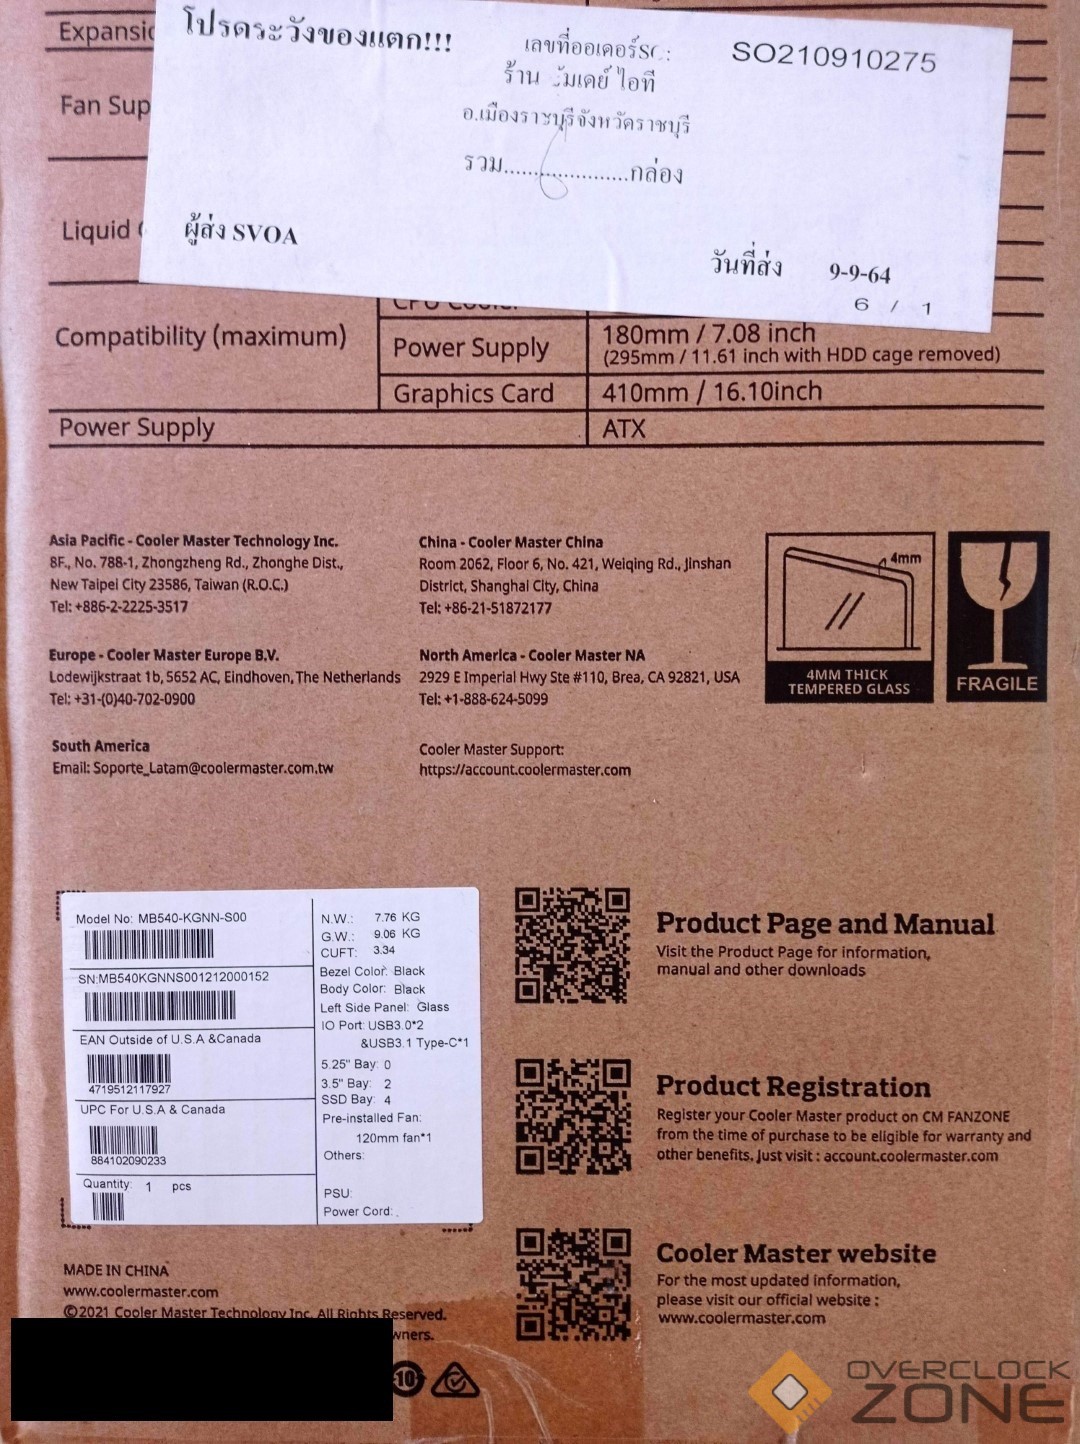 Expansio
Fan Sup
Liquid
โปรดระวังของแตก!!!
เลขที่ออเดอร์SO:
SO210910275
ร้าน ไอที
อ.เมืองราชบุรีจังหวัดราชบุรี
รวม......................กล่อง
ผู้ส่ง SVOA
วันที่ส่ง 9-9-64
6 / 1
CPU Cooler
Compatibility (maximum)
Power Supply
180mm / 7.08 inch
(295mm / 11.61 inch with HDD cage removed)
Graphics Card
410mm / 16.10inch
Power Supply
ATX
Asia Pacific - Cooler Master Technology Inc.
8F., No. 788-1, Zhongzheng Rd., Zhonghe Dist.,
New Taipei City 23586, Taiwan (R.O.C.)
Tel: +886-2-2225-3517
China - Cooler Master China
Room 2062, Floor 6, No. 421, Weiqing Rd., Jinshan
District, Shanghai City, China
Tel: +86-21-51872177
Europe - Cooler Master Europe B.V.
Lodewijkstraat 1b, 5652 AC, Eindhoven, The Netherlands
Tel: +31-(0)40-702-0900
North America - Cooler Master NA
2929 E Imperial Hwy Ste #110, Brea, CA 92821, USA
Tel: +1-888-624-5099
South America
Email: Soporte_Latam@coolermaster.com.tw
Cooler Master Support:
https://account.coolermaster.com
4mm
4MM THICK
TEMPERED GLASS
FRAGILE
Model No: MB540-KGNN-S00
SN:MB540KGNNS001212000152
EAN Outside of U.S.A &Canada
4719512117927
UPC For U.S.A & Canada
884102090233
Quantity: 1 pcs
N.W.: 7.76 KG
G.W.: 9.06 KG
CUFT: 3.34
Bezel Color: Black
Body Color: Black
Left Side Panel: Glass
IO Port: USB3.0*2
&USB3.1 Type-C*1
5.25" Bay: 0
3.5" Bay: 2
SSD Bay: 4
Pre-installed Fan:
120mm fan*1
Others:
PSU:
Power Cord:
Product Page and Manual
Visit the Product Page for information,
manual and other downloads
Product Registration
Register your Cooler Master product on CM FANZONE
from the time of purchase to be eligible for warranty and
other benefits. Just visit : account.coolermaster.com
Cooler Master website
For the most updated information,
please visit our official website :
www.coolermaster.com
MADE IN CHINA
www.coolermaster.com
©2021 Cooler Master Technology Inc. All Rights Reserved.
wners.
10
OVERCLOCK
ZONE